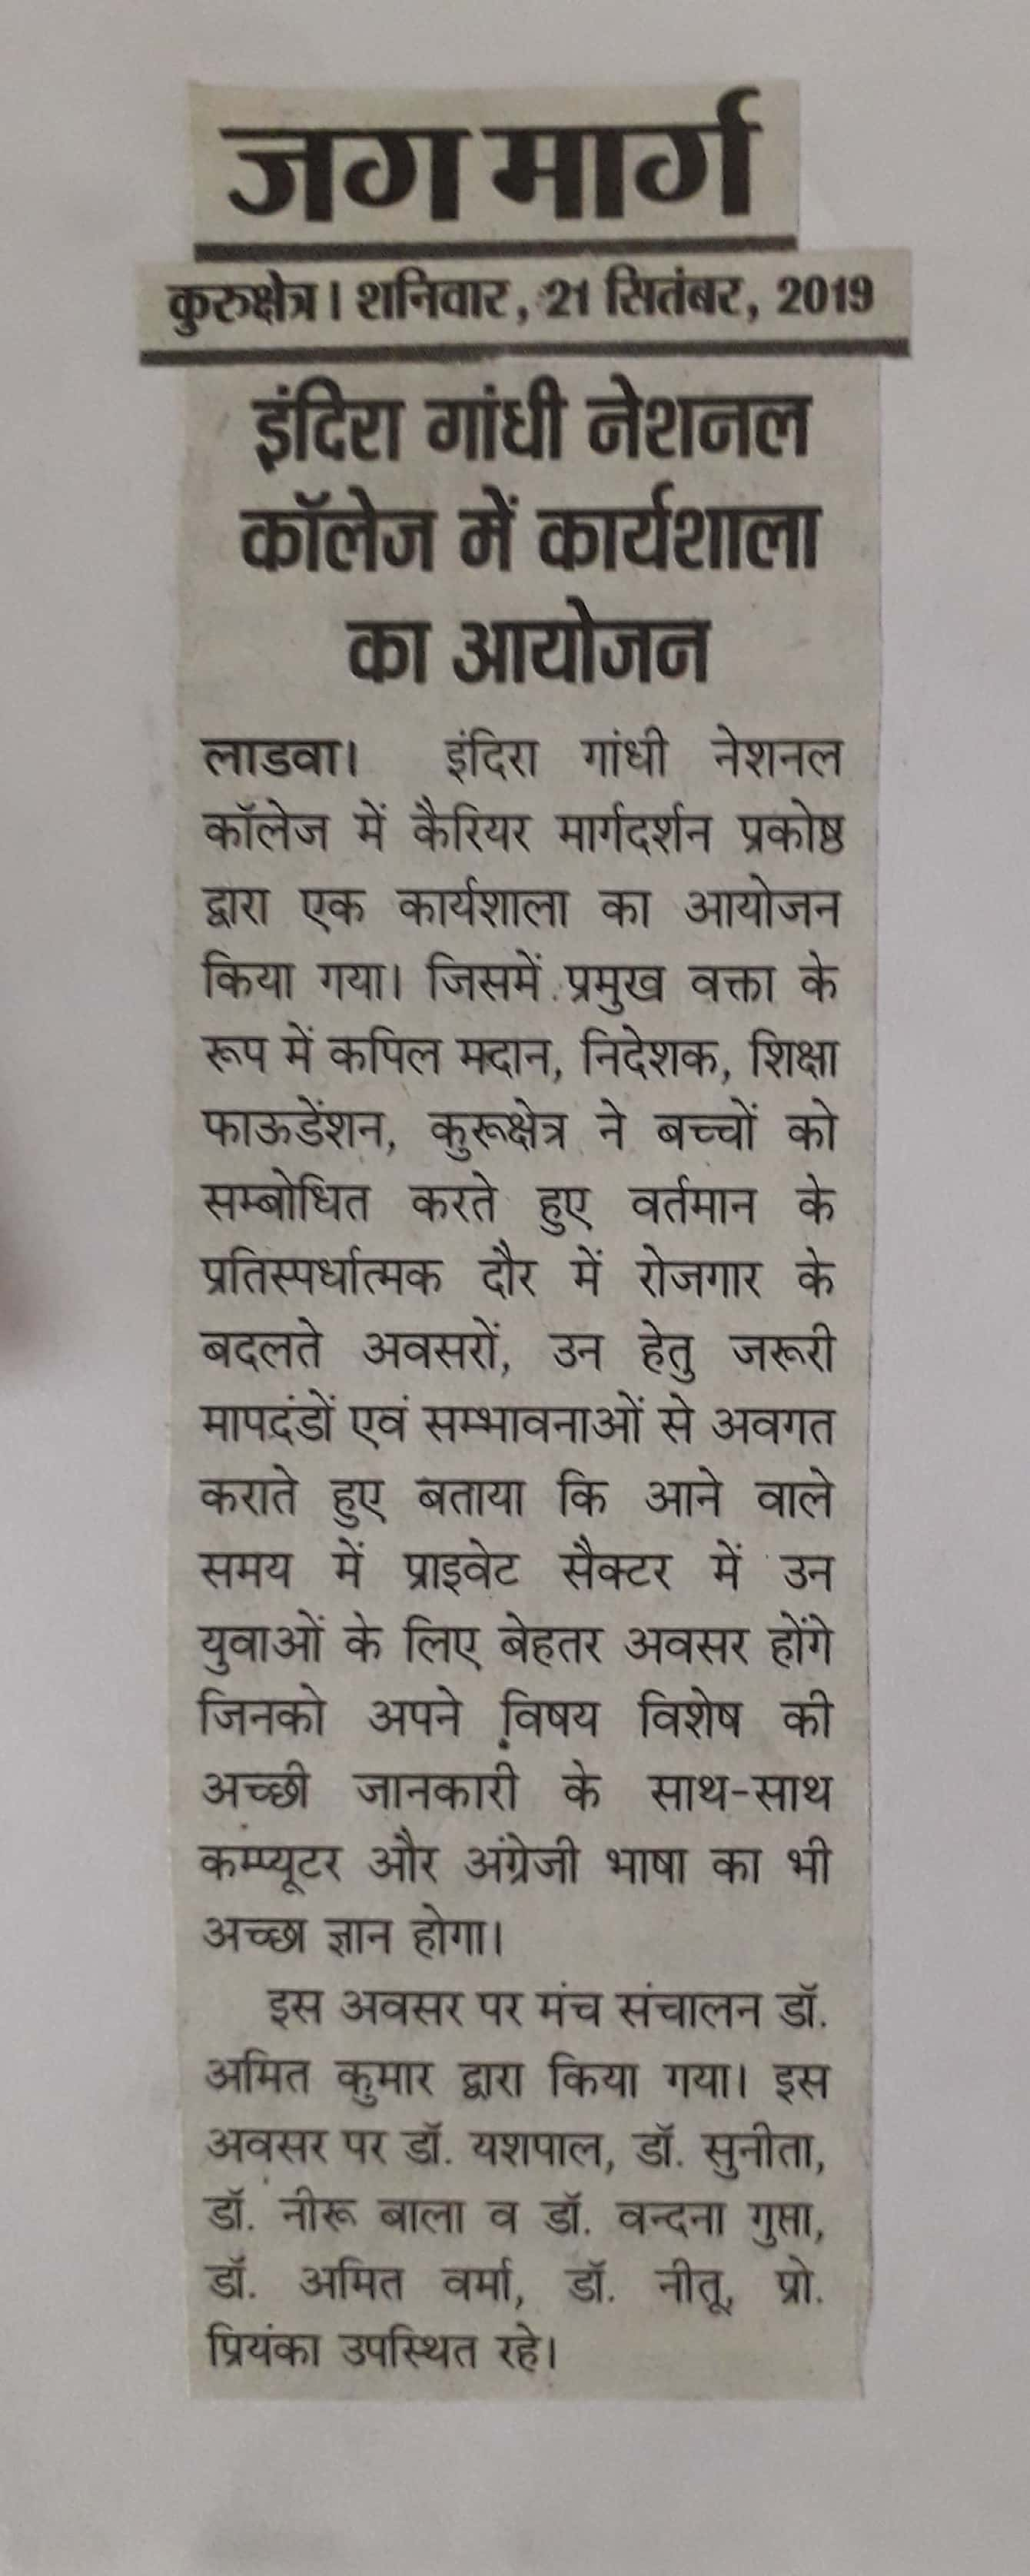 जग मार्ग
कुरुक्षेत्र। शनिवार, 21 सितंबर, 2019
इंदिरा गांधी नेशनल
कॉलेज में कार्यशाला
का आयोजन
लाडवा। इंदिरा गांधी नेशनल
कॉलेज में कैरियर मार्गदर्शन प्रकोष्ठ
द्वारा एक कार्यशाला का आयोजन
किया गया। जिसमें प्रमुख वक्ता के
रूप में कपिल मदान, निदेशक, शिक्षा
फाऊडेंशन, कुरूक्षेत्र ने बच्चों को
सम्बोधित करते हुए वर्तमान के
प्रतिस्पर्धात्मक दौर में रोजगार के
बदलते अवसरों, उन हेतु जरूरी
मापदंडों एवं सम्भावनाओं से अवगत
कराते हुए बताया कि आने वाले
समय में प्राइवेट सैक्टर में उन
युवाओं के लिए बेहतर अवसर होंगे
जिनको अपने विषय विशेष की
अच्छी जानकारी के साथ-साथ
कम्प्यूटर और अंग्रेजी भाषा का भी
अच्छा ज्ञान होगा।
इस अवसर पर मंच संचालन डॉ.
अमित कुमार द्वारा किया गया। इस
अवसर पर डॉ. यशपाल, डॉ. सुनीता,
डॉ. नीरू बाला व डॉ. वन्दना गुप्ता,
डॉ. अमित वर्मा, डॉ. नीतू, प्रो.
प्रियंका उपस्थित रहे।